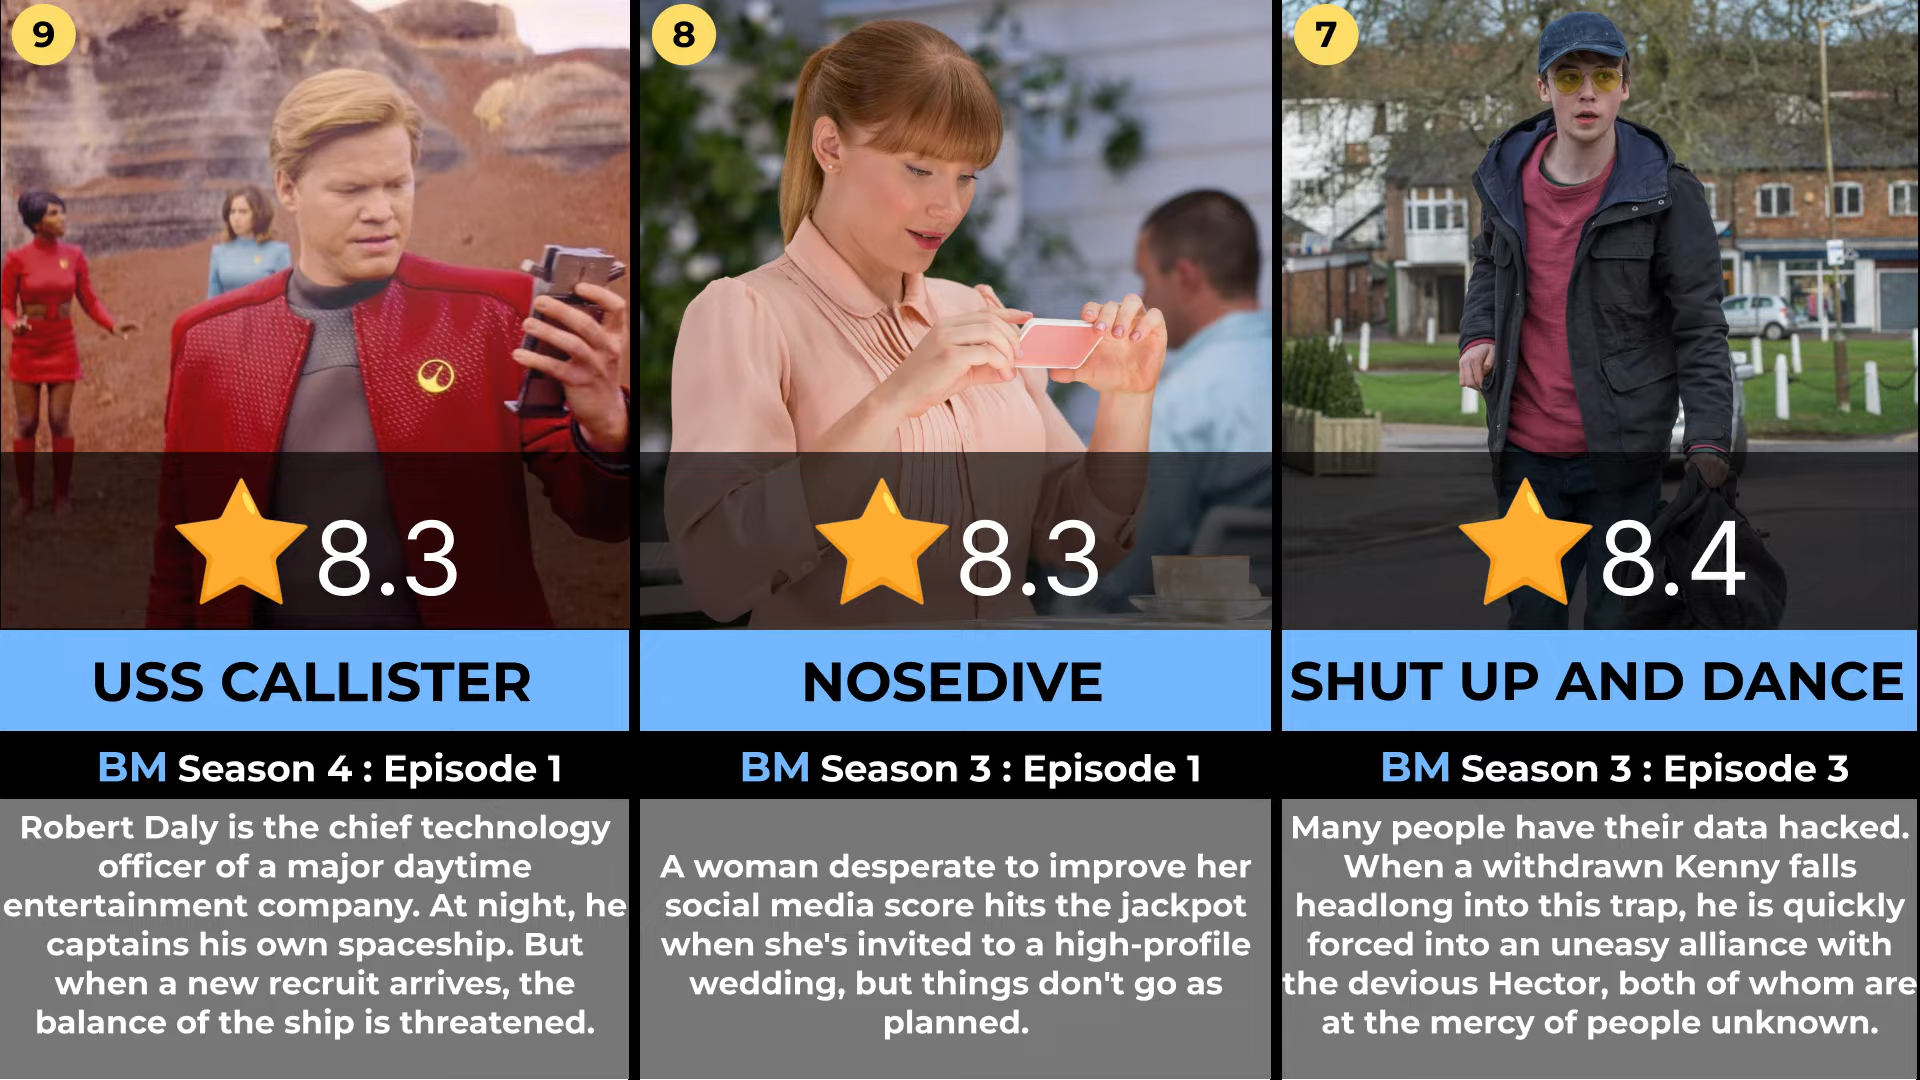 9
8.3
USS CALLISTER
BM Season 4 : Episode 1
Robert Daly is the chief technology
officer of a major daytime
entertainment company. At night, he
captains his own spaceship. But
when a new recruit arrives, the
balance of the ship is threatened.
8
8.3
NOSEDIVE
BM Season 3 : Episode 1
A woman desperate to improve her
social media score hits the jackpot
when she's invited to a high-profile
wedding, but things don't go as
planned.
7
8.4
SHUT UP AND DANCE
BM Season 3 : Episode 3
Many people have their data hacked.
When a withdrawn Kenny falls
headlong into this trap, he is quickly
forced into an uneasy alliance with
the devious Hector, both of whom are
at the mercy of people unknown.